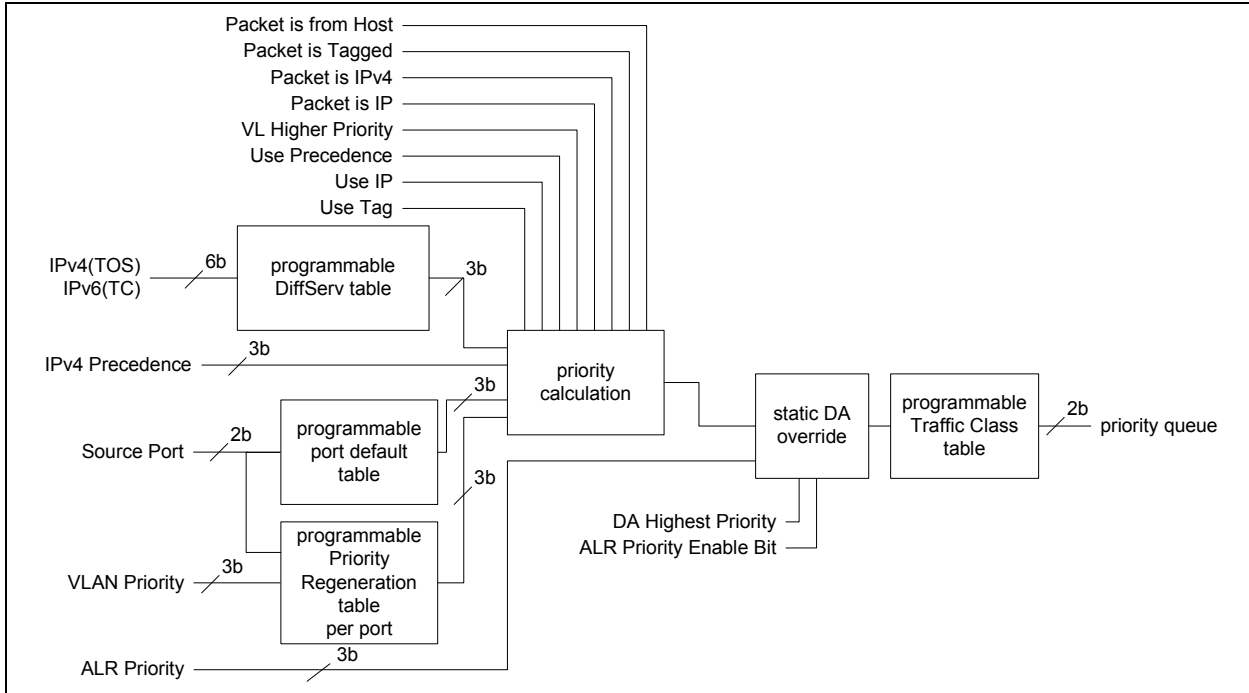 Packet is from Host
Packet is Tagged
Packet is IPv4
Packet is IP
VL Higher Priority
Use Precedence
Use IP
Use Tag
IPv4(TOS)
IPv6(TC)
6b
programmable
DiffServ table
3b
IPv4 Precedence
3b
priority
calculation
Source Port
2b
programmable
port default
table
3b
static DA
override
programmable
Traffic Class
table
2b
priority queue
VLAN Priority
3b
programmable
Priority
Regeneration
table
per port
3b
DA Highest Priority
ALR Priority Enable Bit
ALR Priority
3b